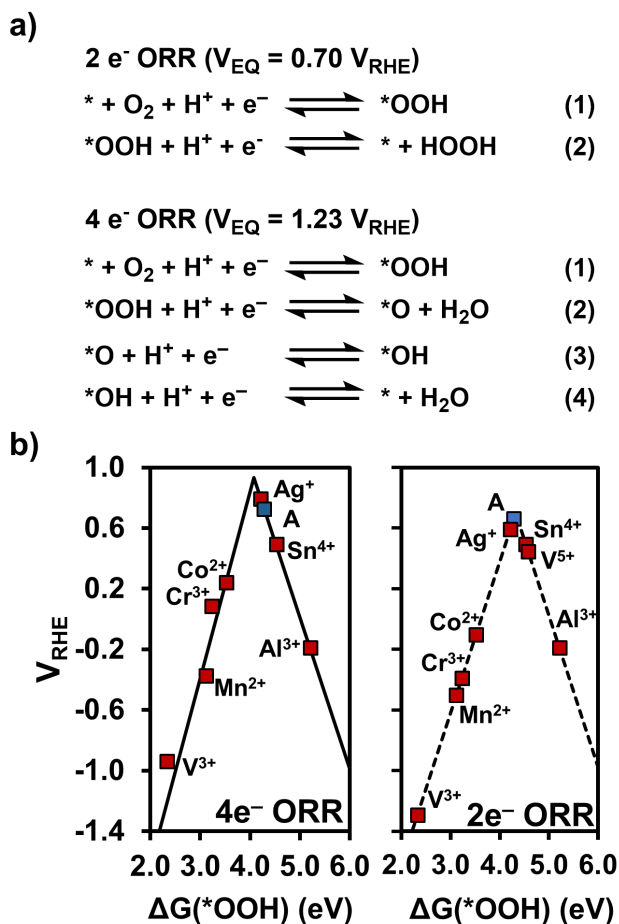 a)
2 e⁻ ORR (V_EQ = 0.70 V_RHE)
* + O₂ + H⁺ + e⁻ ⇌ *OOH (1)
*OOH + H⁺ + e⁻ ⇌ * + HOOH (2)
4 e⁻ ORR (V_EQ = 1.23 V_RHE)
* + O₂ + H⁺ + e⁻ ⇌ *OOH (1)
*OOH + H⁺ + e⁻ ⇌ *O + H₂O (2)
*O + H⁺ + e⁻ ⇌ *OH (3)
*OH + H⁺ + e⁻ ⇌ * + H₂O (4)
b)
V_RHE
1.0
0.6
0.2
-0.2
-0.6
-1.0
-1.4
Ag⁺
A
Sn⁴⁺
Co²⁺
Cr³⁺
Al³⁺
Mn²⁺
V³⁺
4e⁻ ORR
2.0 3.0 4.0 5.0 6.0
ΔG(*OOH) (eV)
A
Ag⁺
Sn⁴⁺
V⁵⁺
Co²⁺
Al³⁺
Cr³⁺
Mn²⁺
V³⁺
2e⁻ ORR
2.0 3.0 4.0 5.0 6.0
ΔG(*OOH) (eV)